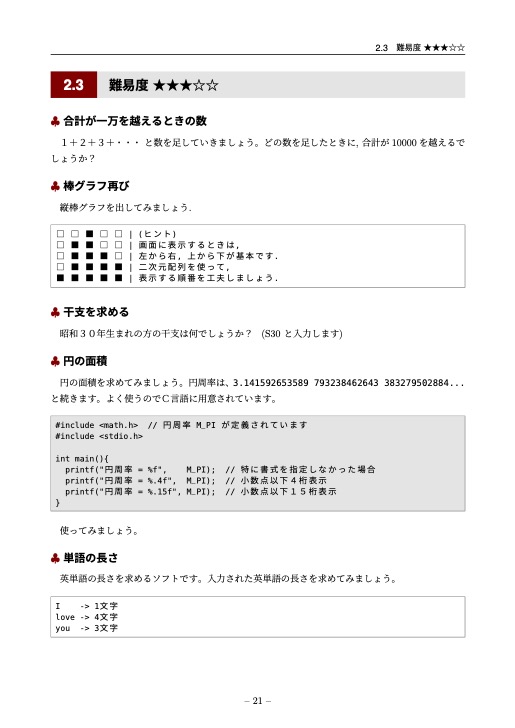 2.3 難易度 ★★★☆☆
2.3 難易度 ★★★☆☆
♣ 合計が一万を越えるときの数
1＋2＋3＋・・・ と数を足していきましょう。どの数を足したときに, 合計が 10000 を越えるで
しょうか？
♣ 棒グラフ再び
縦棒グラフを出してみましょう.
□ □ ■ □ □ | (ヒント)
□ ■ ■ □ □ | 画面に表示するときは,
□ ■ ■ ■ □ | 左から右, 上から下が基本です.
□ ■ ■ ■ ■ | 二次元配列を使って,
■ ■ ■ ■ ■ | 表示する順番を工夫しましょう.
♣ 干支を求める
昭和３０年生まれの方の干支は何でしょうか？ (S30 と入力します)
♣ 円の面積
円の面積を求めてみましょう。円周率は、3.141592653589 793238462643 383279502884...
と続きます。よく使うのでC言語に用意されています。
#include <math.h>  // 円周率 M_PI が定義されています
#include <stdio.h>
int main(){
  printf("円周率 = %f",    M_PI);  // 特に書式を指定しなかった場合
  printf("円周率 = %.4f",  M_PI);  // 小数点以下４桁表示
  printf("円周率 = %.15f", M_PI);  // 小数点以下１５桁表示
}
使ってみましょう。
♣ 単語の長さ
英単語の長さを求めるソフトです。入力された英単語の長さを求めてみましょう。
I    -> 1文字
love -> 4文字
you  -> 3文字
– 21 –